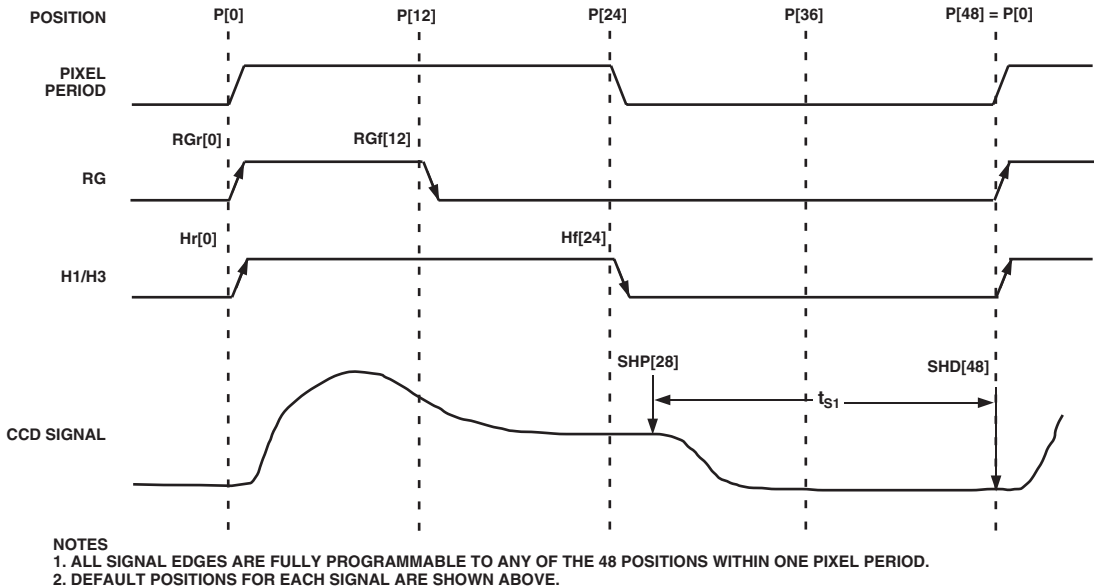 POSITION
P[0]
P[12]
P[24]
P[36]
P[48] = P[0]
PIXEL
PERIOD
RGr[0]
RGf[12]
RG
Hr[0]
Hf[24]
H1/H3
SHP[28]
SHD[48]
tS1
CCD SIGNAL
NOTES
1. ALL SIGNAL EDGES ARE FULLY PROGRAMMABLE TO ANY OF THE 48 POSITIONS WITHIN ONE PIXEL PERIOD.
2. DEFAULT POSITIONS FOR EACH SIGNAL ARE SHOWN ABOVE.